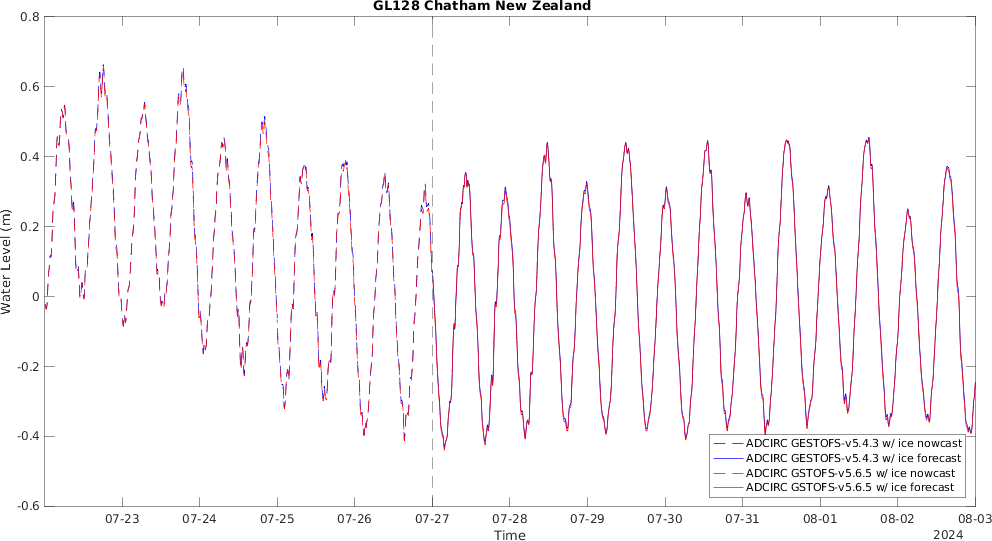 GL128 Chatham New Zealand
0.8
0.6
0.4
0.2
0
-0.2
-0.4
-0.6
Water Level (m)
ADCIRC GESTOFS-v5.4.3 w/ ice nowcast
ADCIRC GESTOFS-v5.4.3 w/ ice forecast
ADCIRC GSTOFS-v5.6.5 w/ ice nowcast
ADCIRC GSTOFS-v5.6.5 w/ ice forecast
07-23 07-24 07-25 07-26 07-27 07-28 07-29 07-30 07-31 08-01 08-02 08-03
Time
2024